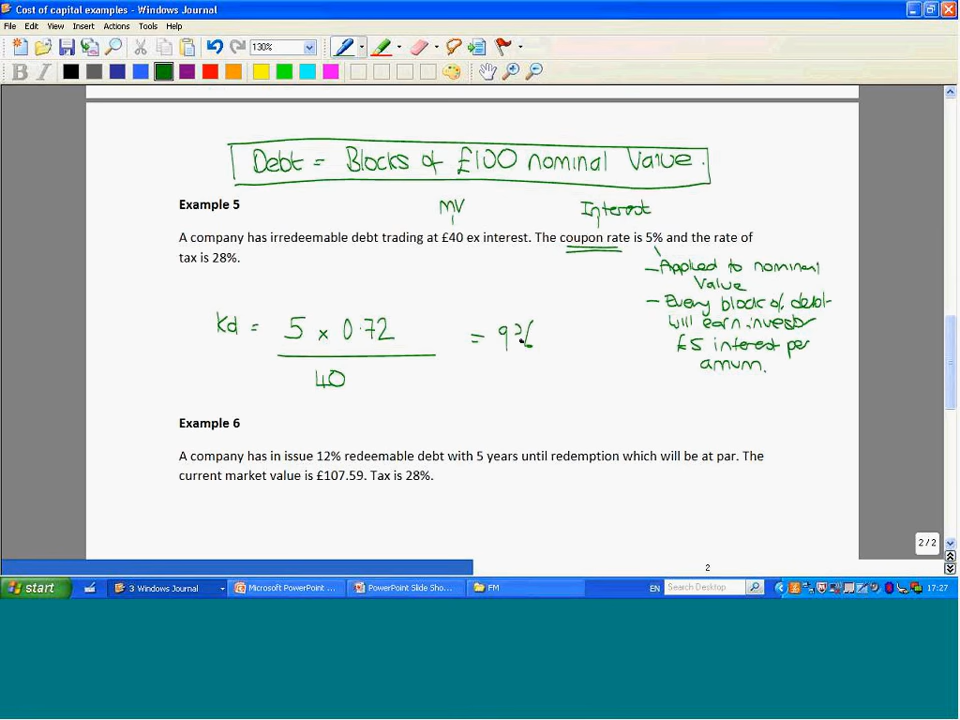 Cost of capital examples - Windows Journal
File Edit View Insert Actions Tools Help
130%
B I
Debt = Blocks of £100 nominal Value.
Example 5
MV
Interest
A company has irredeemable debt trading at £40 ex interest. The coupon rate is 5% and the rate of
tax is 28%.
- Applied to nominal
Value
- Every block of debt
will earn investor
£5 interest per
annum.
Kd = 5 x 0.72 = 9%
40
Example 6
A company has in issue 12% redeemable debt with 5 years until redemption which will be at par. The
current market value is £107.59. Tax is 28%.
2 / 2
2
start
3 Windows Journal
Microsoft PowerPoint ...
PowerPoint Slide Sho...
FM
EN
Search Desktop
17:27